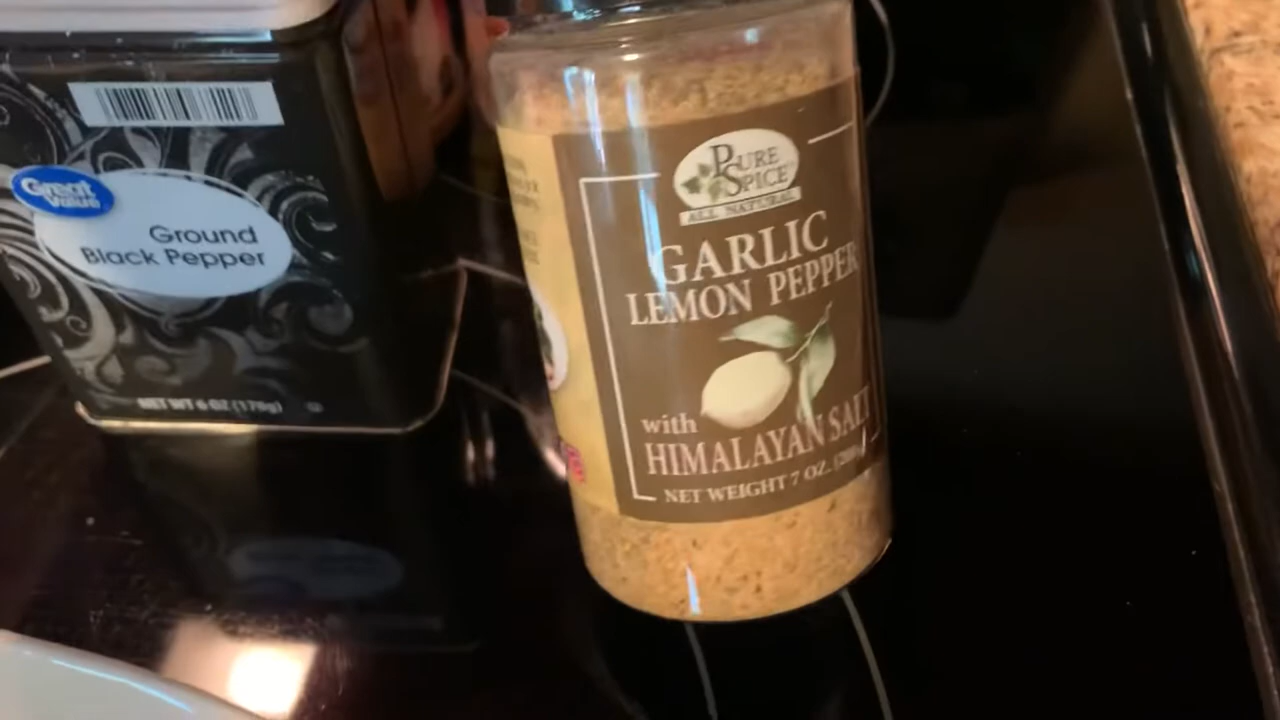 Great
Value
Ground
Black Pepper
NET WT 6 OZ (170g)
PURE
SPICE
ALL NATURAL
GARLIC
LEMON PEPPER
with
HIMALAYAN SALT
NET WEIGHT 7 OZ.